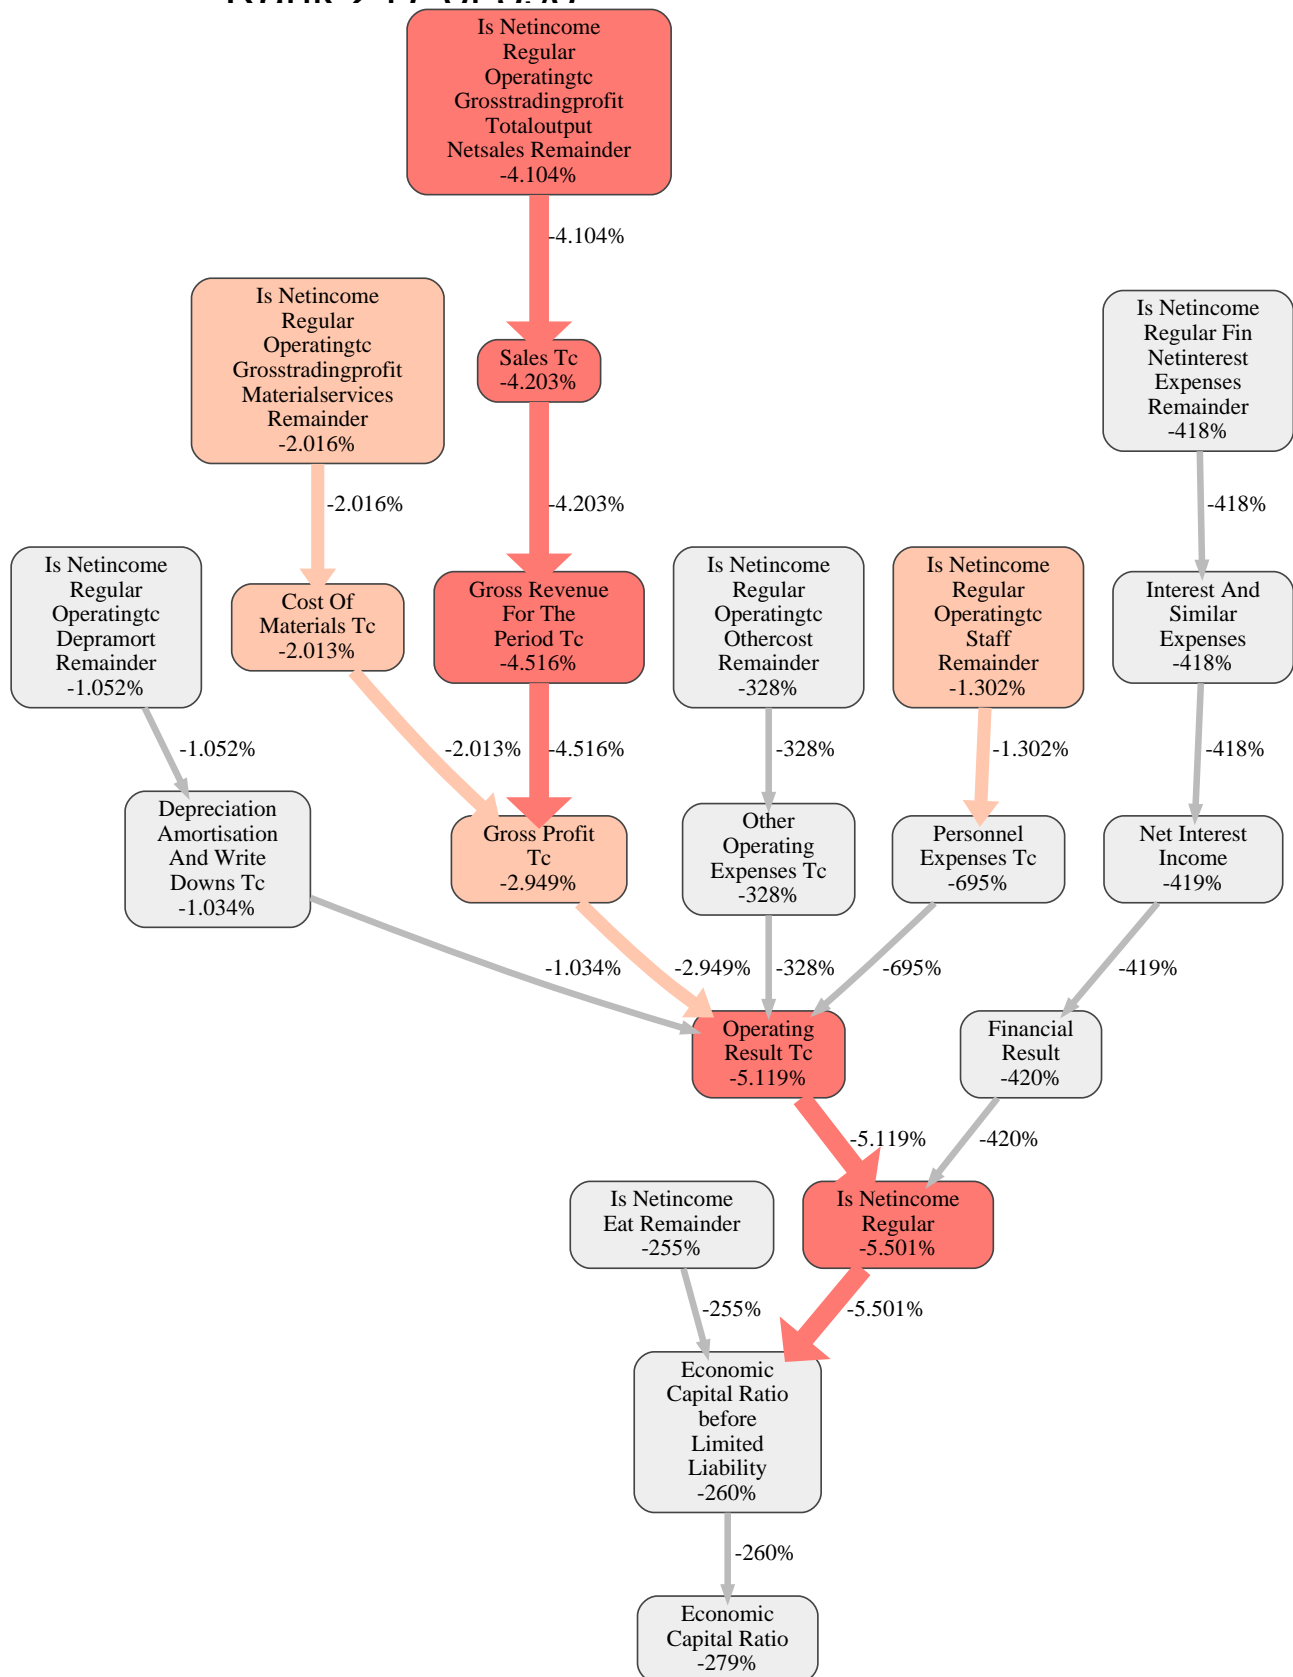 Is Netincome
Regular
Operatingtc
Grosstradingprofit
Totaloutput
Netsales Remainder
-4.104%
-4.104%
Is Netincome
Regular
Operatingtc
Grosstradingprofit
Materialservices
Remainder
-2.016%
Sales Tc
-4.203%
Is Netincome
Regular Fin
Netinterest
Expenses
Remainder
-418%
-2.016%
-4.203%
-418%
Is Netincome
Regular
Operatingtc
Depramort
Remainder
-1.052%
Cost Of
Materials Tc
-2.013%
Gross Revenue
For The
Period Tc
-4.516%
Is Netincome
Regular
Operatingtc
Othercost
Remainder
-328%
Is Netincome
Regular
Operatingtc
Staff
Remainder
-1.302%
Interest And
Similar
Expenses
-418%
-1.052%
-2.013%
-4.516%
-328%
-1.302%
-418%
Depreciation
Amortisation
And Write
Downs Tc
-1.034%
Gross Profit
Tc
-2.949%
Other
Operating
Expenses Tc
-328%
Personnel
Expenses Tc
-695%
Net Interest
Income
-419%
-1.034%
-2.949%
-328%
-695%
-419%
Operating
Result Tc
-5.119%
Financial
Result
-420%
-5.119%
-420%
Is Netincome
Eat Remainder
-255%
Is Netincome
Regular
-5.501%
-255%
-5.501%
Economic
Capital Ratio
before
Limited
Liability
-260%
-260%
Economic
Capital Ratio
-279%